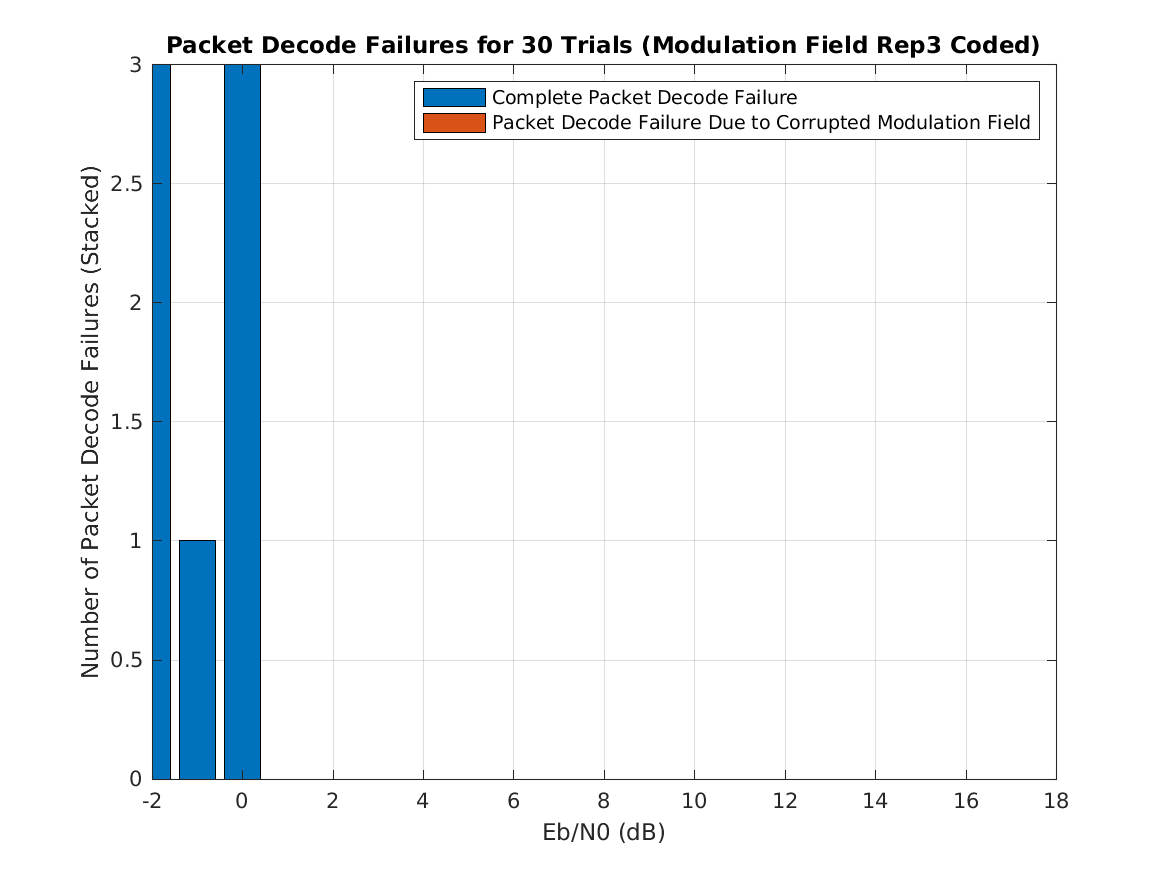 Packet Decode Failures for 30 Trials (Modulation Field Rep3 Coded)
Complete Packet Decode Failure
Packet Decode Failure Due to Corrupted Modulation Field
Number of Packet Decode Failures (Stacked)
3
2.5
2
1.5
1
0.5
0
-2 0 2 4 6 8 10 12 14 16 18
Eb/N0 (dB)